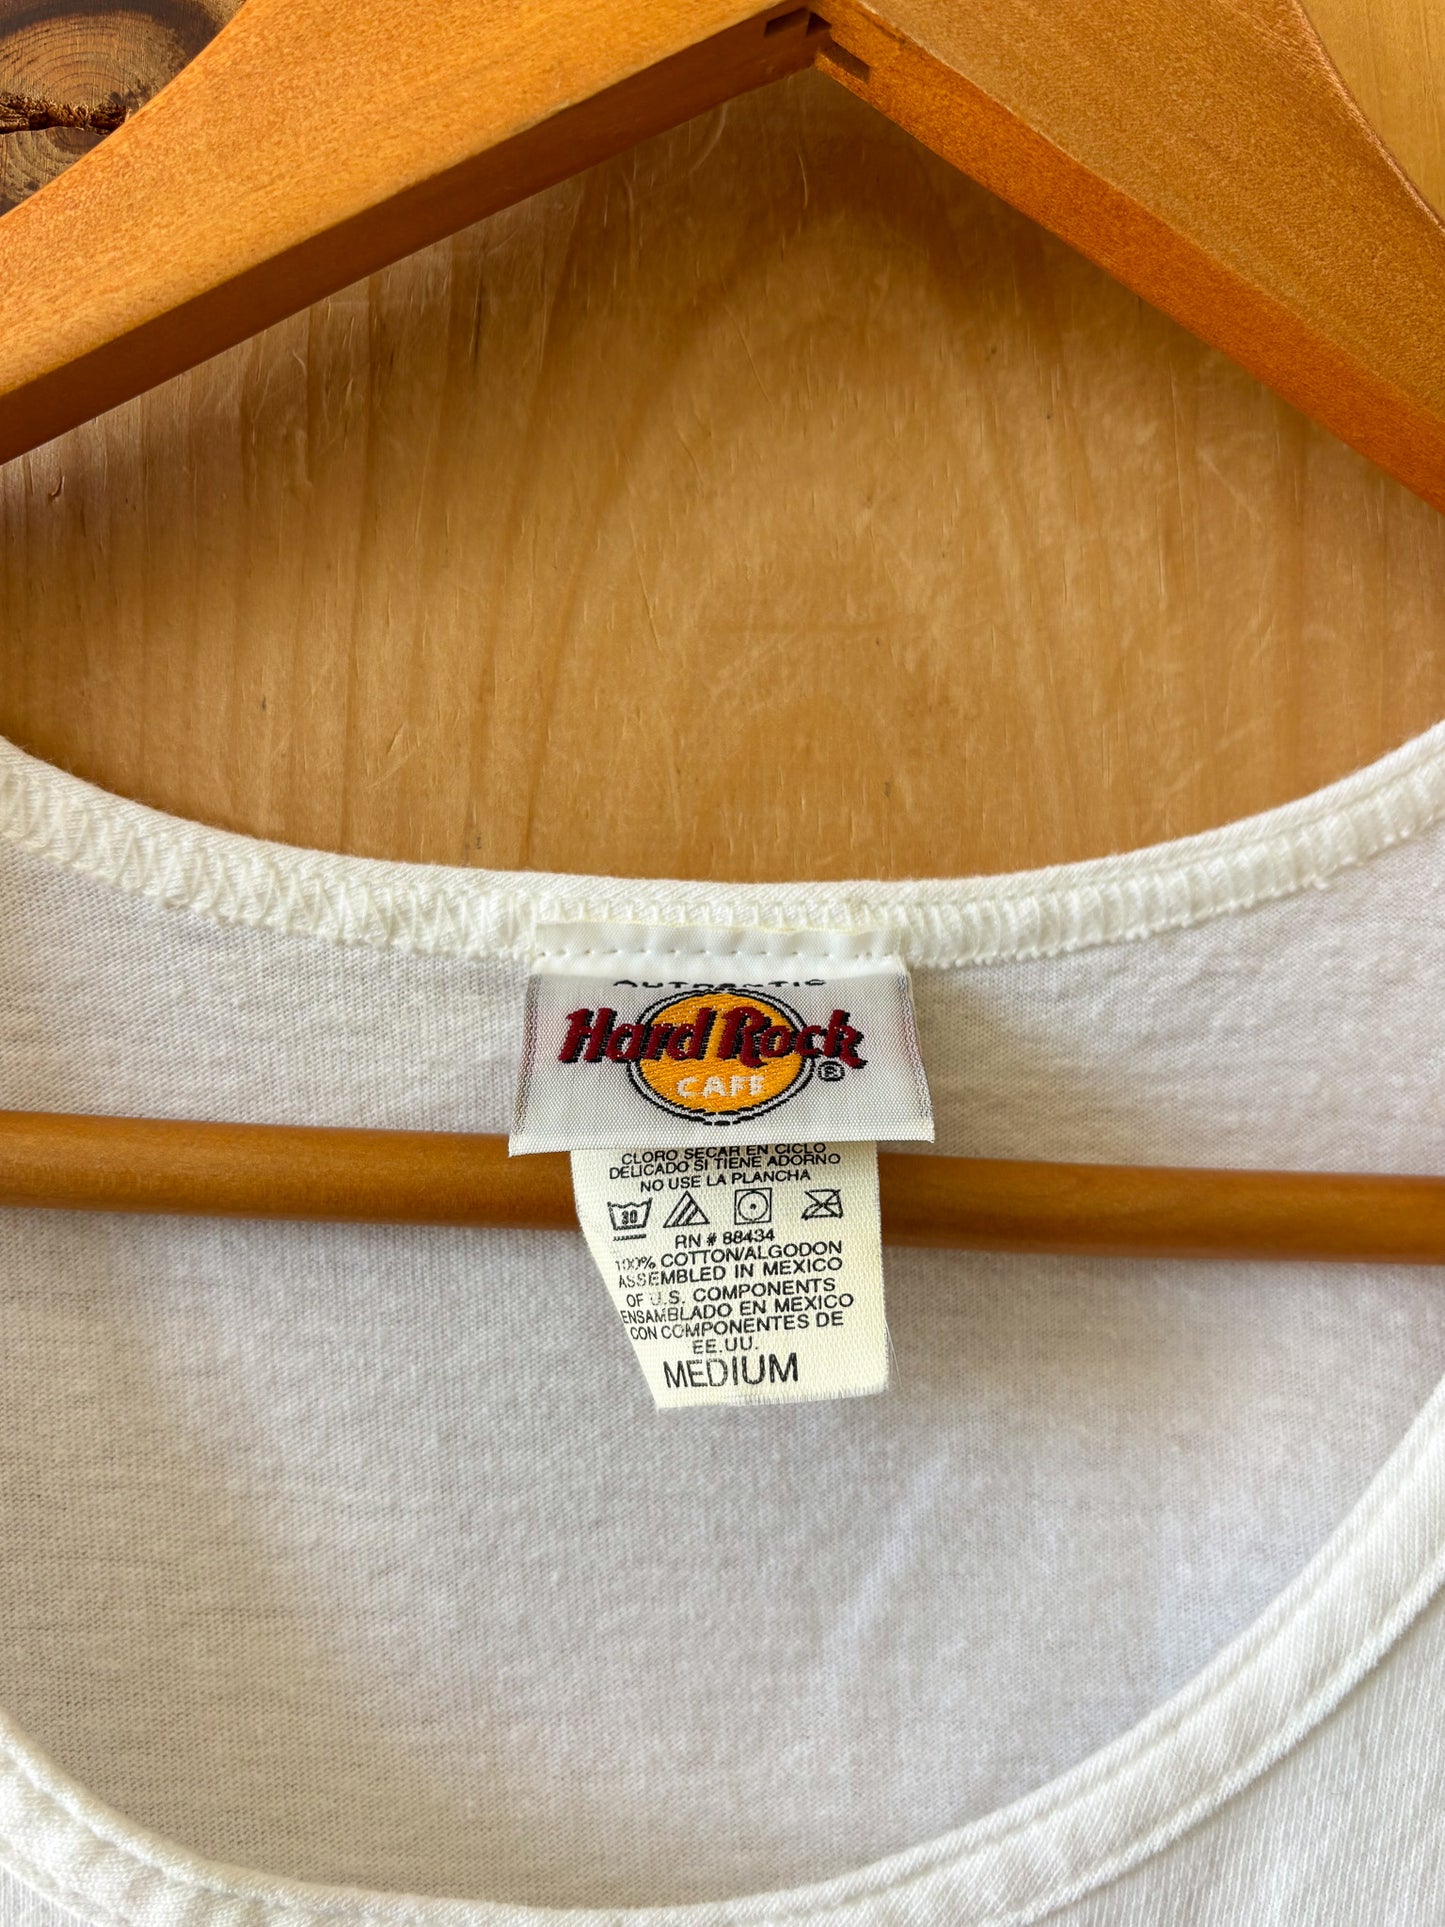 AUTHENTIC
Hard Rock
CAFE ®
CLORO SECAR EN CICLO
DELICADO SI TIENE ADORNO
NO USE LA PLANCHA
30
RN # 88434
100% COTTON/ALGODON
ASSEMBLED IN MEXICO
OF U.S. COMPONENTS
ENSAMBLADO EN MEXICO
CON COMPONENTES DE
EE.UU.
MEDIUM